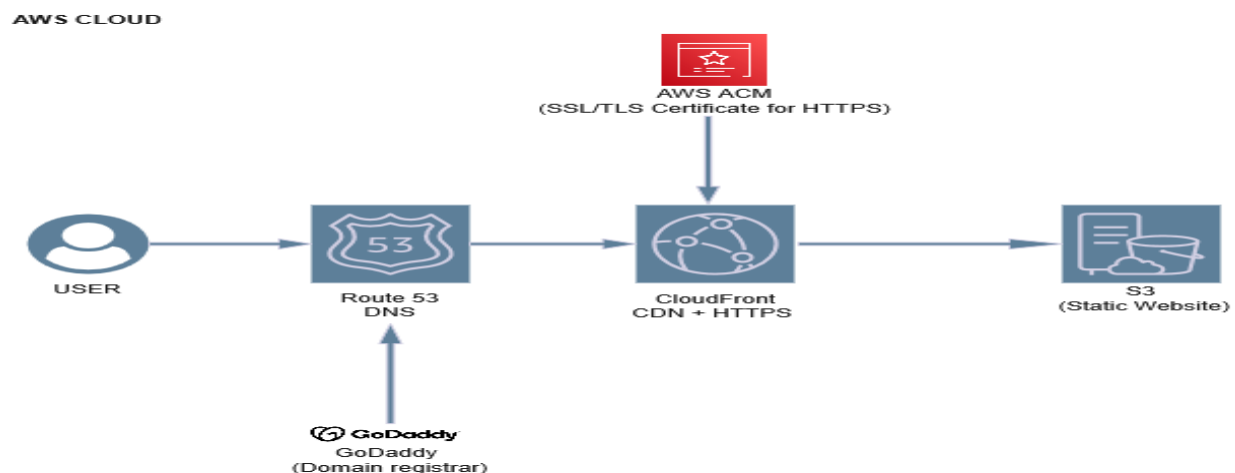 AWS CLOUD
AWS ACM
(SSL/TLS Certificate for HTTPS)
53
USER
Route 53
DNS
CloudFront
CDN + HTTPS
S3
(Static Website)
GoDaddy
GoDaddy
(Domain registrar)